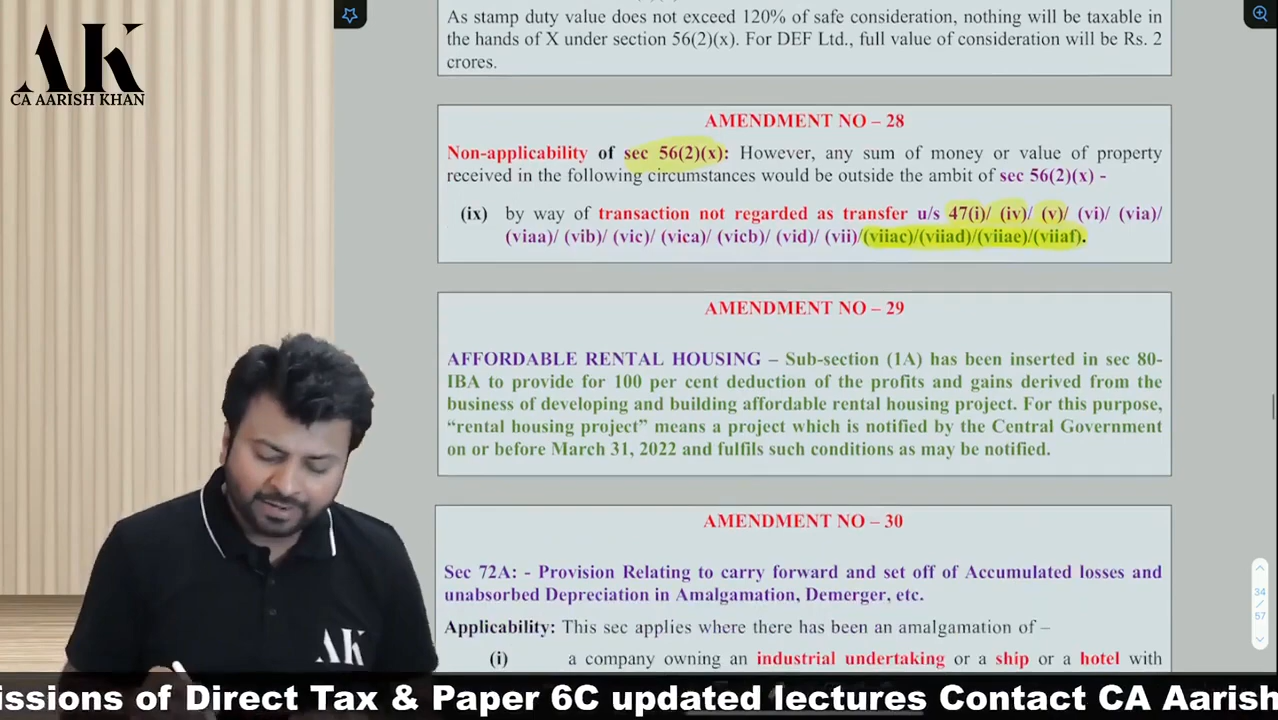 AK
CA AARISH KHAN
As stamp duty value does not exceed 120% of safe consideration, nothing will be taxable in
the hands of X under section 56(2)(x). For DEF Ltd., full value of consideration will be Rs. 2
crores.
AMENDMENT NO – 28
Non-applicability of sec 56(2)(x): However, any sum of money or value of property
received in the following circumstances would be outside the ambit of sec 56(2)(x) -
(ix) by way of transaction not regarded as transfer u/s 47(i)/ (iv)/ (v)/ (vi)/ (via)/
(viaa)/ (vib)/ (vic)/ (vica)/ (vicb)/ (vid)/ (vii)/(viiac)/(viiad)/(viiae)/(viiaf).
AMENDMENT NO – 29
AFFORDABLE RENTAL HOUSING – Sub-section (1A) has been inserted in sec 80-
IBA to provide for 100 per cent deduction of the profits and gains derived from the
business of developing and building affordable rental housing project. For this purpose,
“rental housing project” means a project which is notified by the Central Government
on or before March 31, 2022 and fulfils such conditions as may be notified.
AMENDMENT NO – 30
Sec 72A: - Provision Relating to carry forward and set off of Accumulated losses and
unabsorbed Depreciation in Amalgamation, Demerger, etc.
Applicability: This sec applies where there has been an amalgamation of –
(i) a company owning an industrial undertaking or a ship or a hotel with
34
/
57
AK
issions of Direct Tax & Paper 6C updated lectures Contact CA Aarish